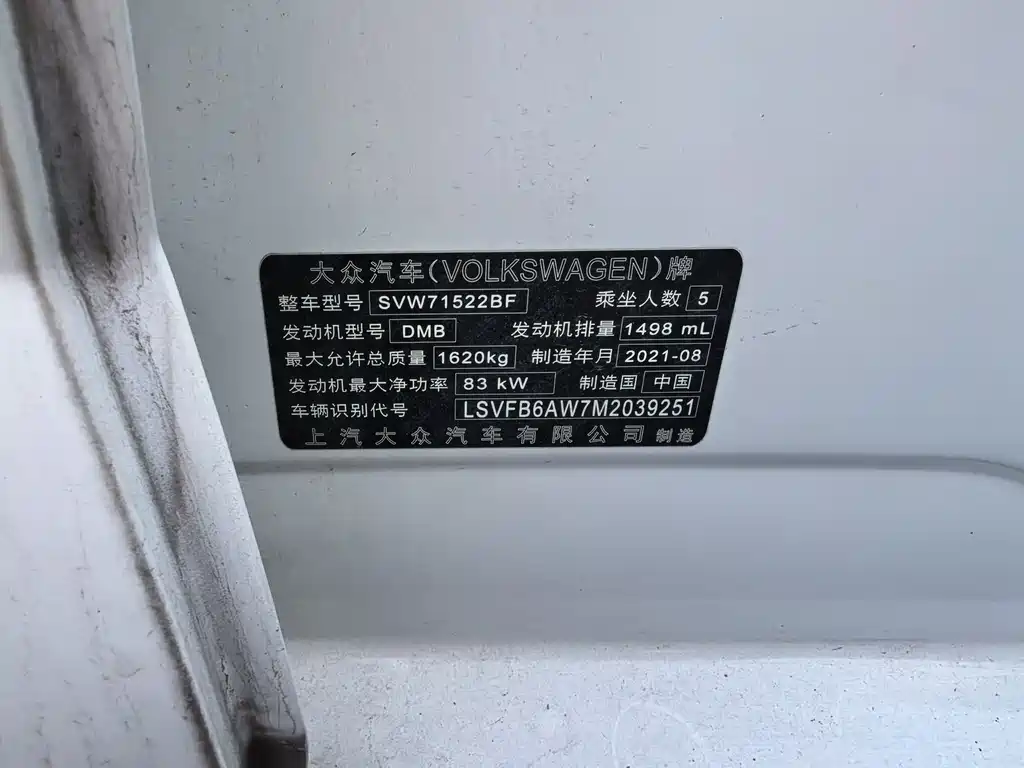 大众汽车(VOLKSWAGEN)牌
整车型号 SVW71522BF 乘坐人数 5
发动机型号 DMB 发动机排量 1498 mL
最大允许总质量 1620kg 制造年月 2021-08
发动机最大净功率 83 kW 制造国 中国
车辆识别代号 LSVFB6AW7M2039251
上汽大众汽车有限公司 制造